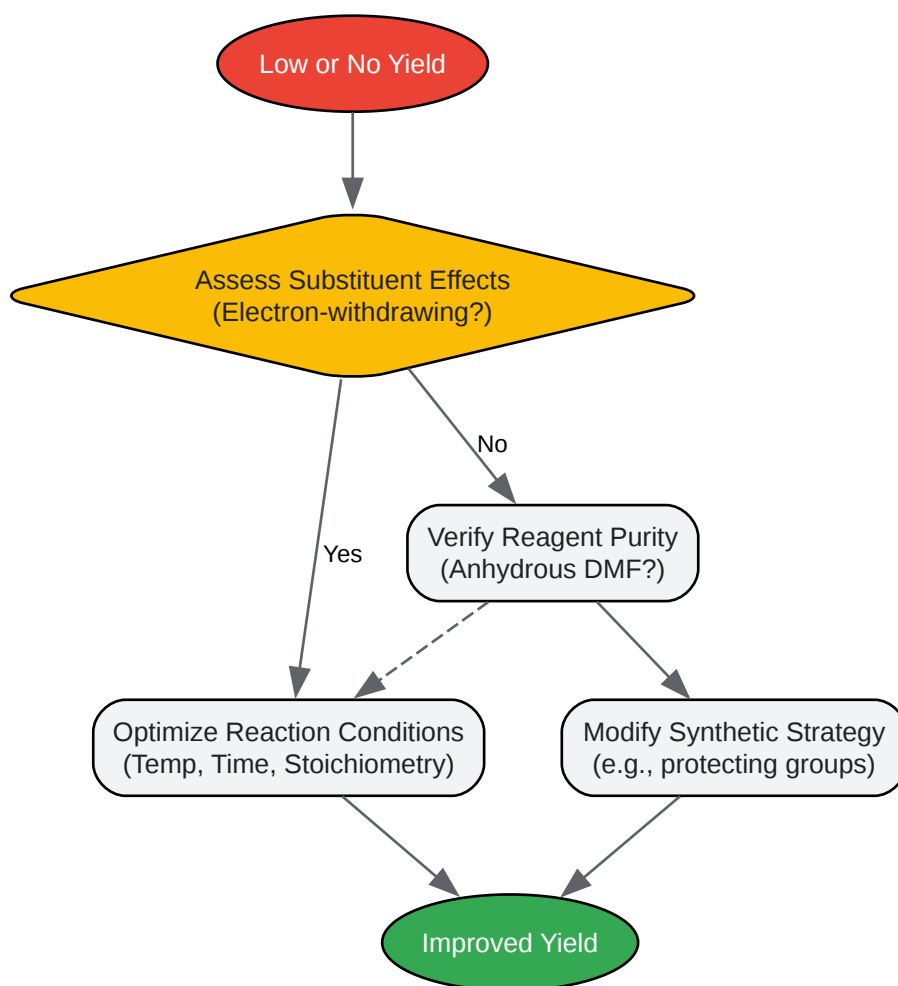 Low or No Yield
Assess Substituent Effects
(Electron-withdrawing?)
No
Verify Reagent Purity
(Anhydrous DMF?)
Yes
Optimize Reaction Conditions
(Temp, Time, Stoichiometry)
Modify Synthetic Strategy
(e.g., protecting groups)
Improved Yield